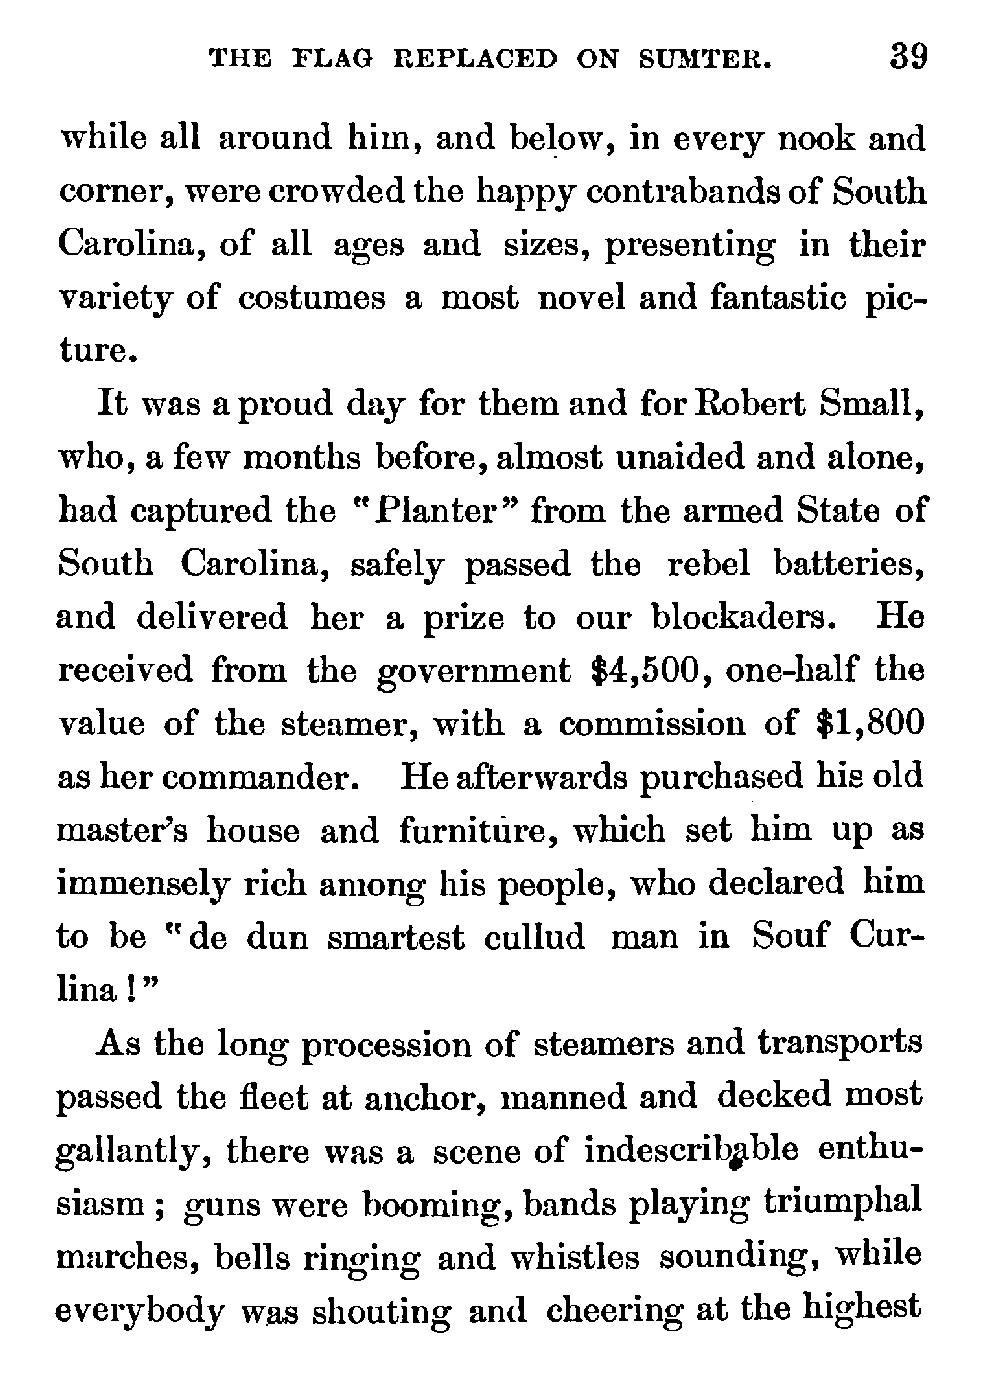 THE FLAG REPLACED ON SUMTER. 39
while all around him, and below, in every nook and
corner, were crowded the happy contrabands of South
Carolina, of all ages and sizes, presenting in their
variety of costumes a most novel and fantastic pic-
ture.
It was a proud day for them and for Robert Small,
who, a few months before, almost unaided and alone,
had captured the "Planter" from the armed State of
South Carolina, safely passed the rebel batteries,
and delivered her a prize to our blockaders. He
received from the government $4,500, one-half the
value of the steamer, with a commission of $1,800
as her commander. He afterwards purchased his old
master's house and furniture, which set him up as
immensely rich among his people, who declared him
to be "de dun smartest cullud man in Souf Cur-
lina!"
As the long procession of steamers and transports
passed the fleet at anchor, manned and decked most
gallantly, there was a scene of indescribable enthu-
siasm; guns were booming, bands playing triumphal
marches, bells ringing and whistles sounding, while
everybody was shouting and cheering at the highest